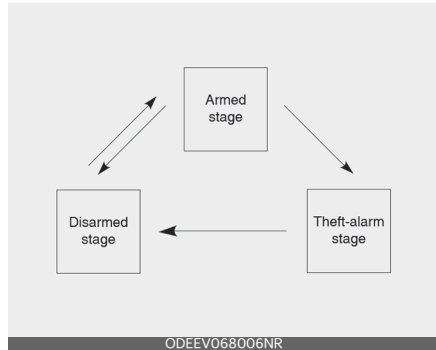 Armed
stage
Disarmed
stage
Theft-alarm
stage
ODEEV068006NR